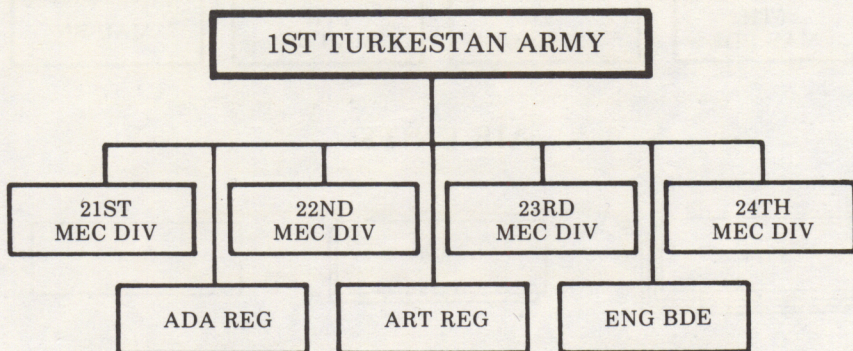 1ST TURKESTAN ARMY
21ST
MEC DIV
22ND
MEC DIV
23RD
MEC DIV
24TH
MEC DIV
ADA REG
ART REG
ENG BDE